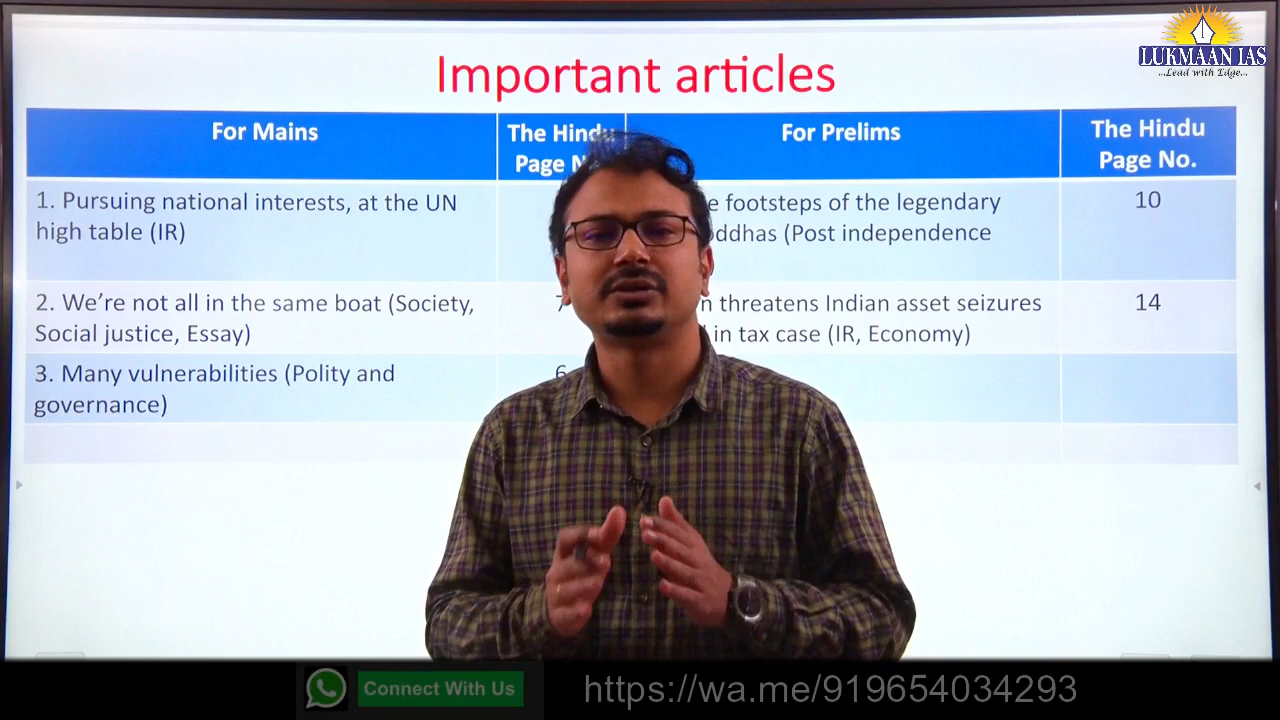 LUKMAAN IAS
...Lead with Edge...
Important articles
For Mains
The Hindu
Page
For Prelims
The Hindu
Page No.
1. Pursuing national interests, at the UN
high table (IR)
footsteps of the legendary
(Post independence
10
2. We're not all in the same boat (Society,
Social justice, Essay)
7
threatens Indian asset seizures
in tax case (IR, Economy)
14
3. Many vulnerabilities (Polity and
governance)
6
Connect With Us
https://wa.me/919654034293